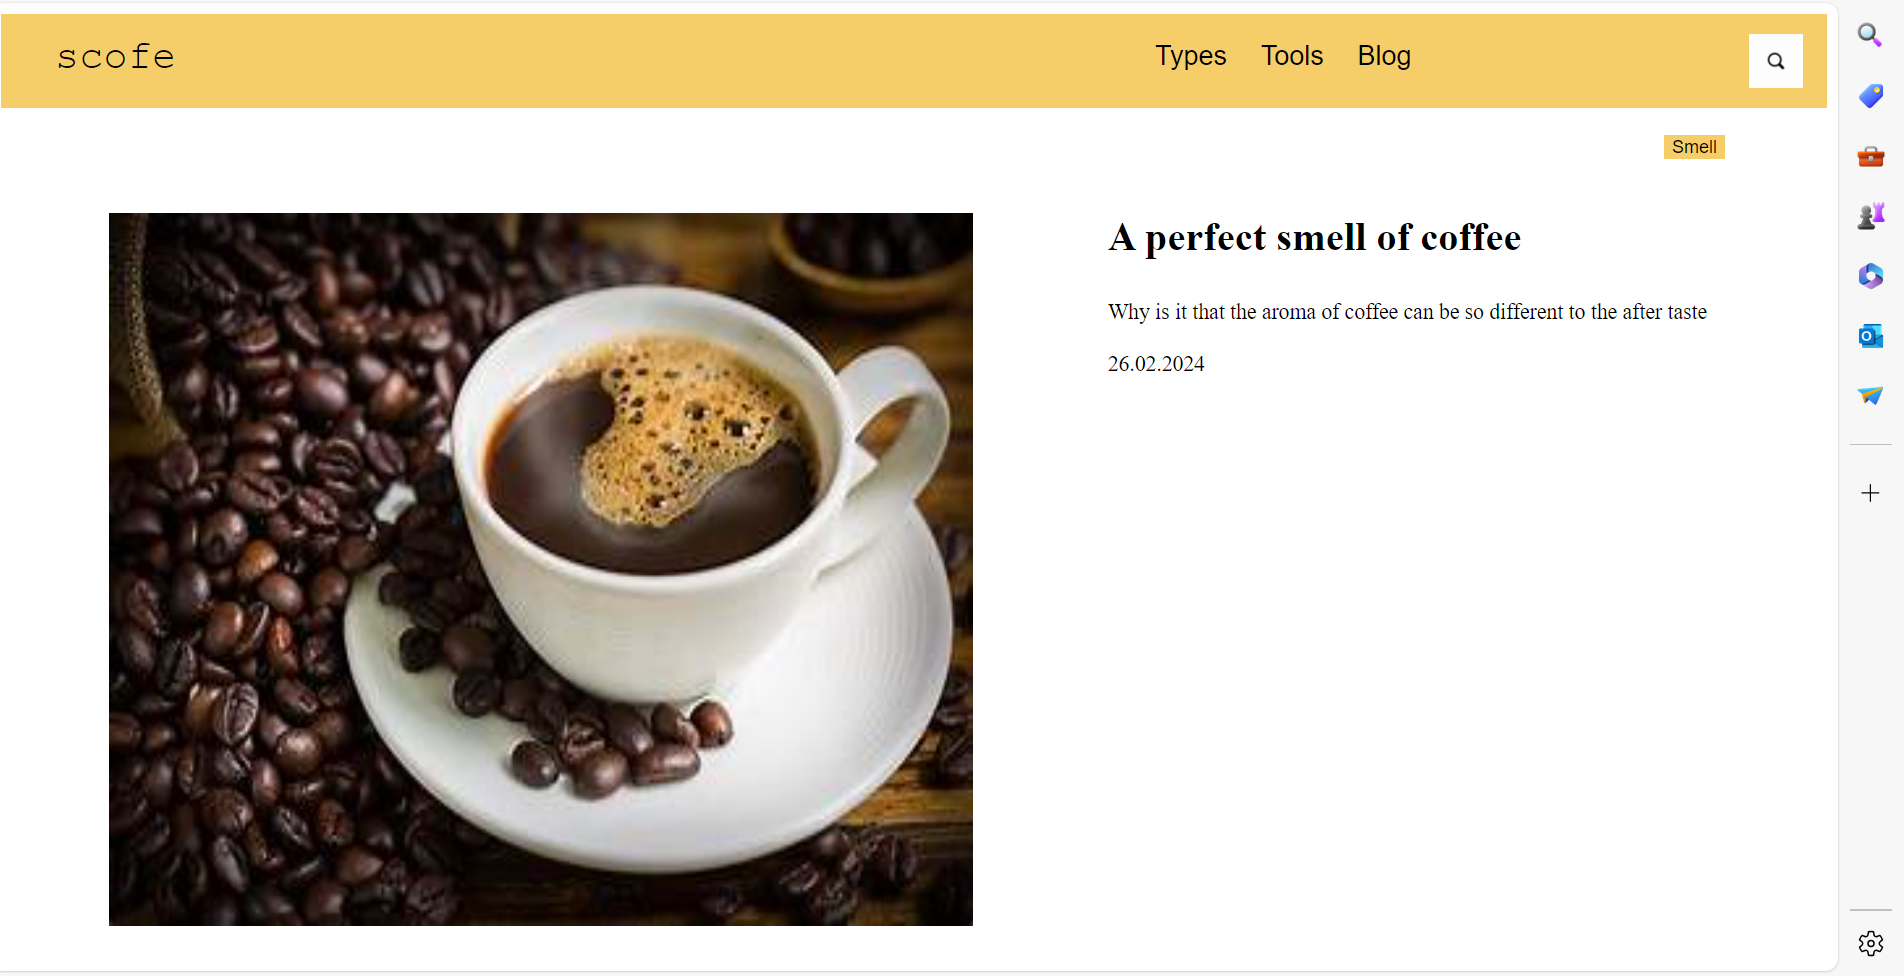 scofe
Types Tools Blog
Smell
A perfect smell of coffee
Why is it that the aroma of coffee can be so different to the after taste
26.02.2024